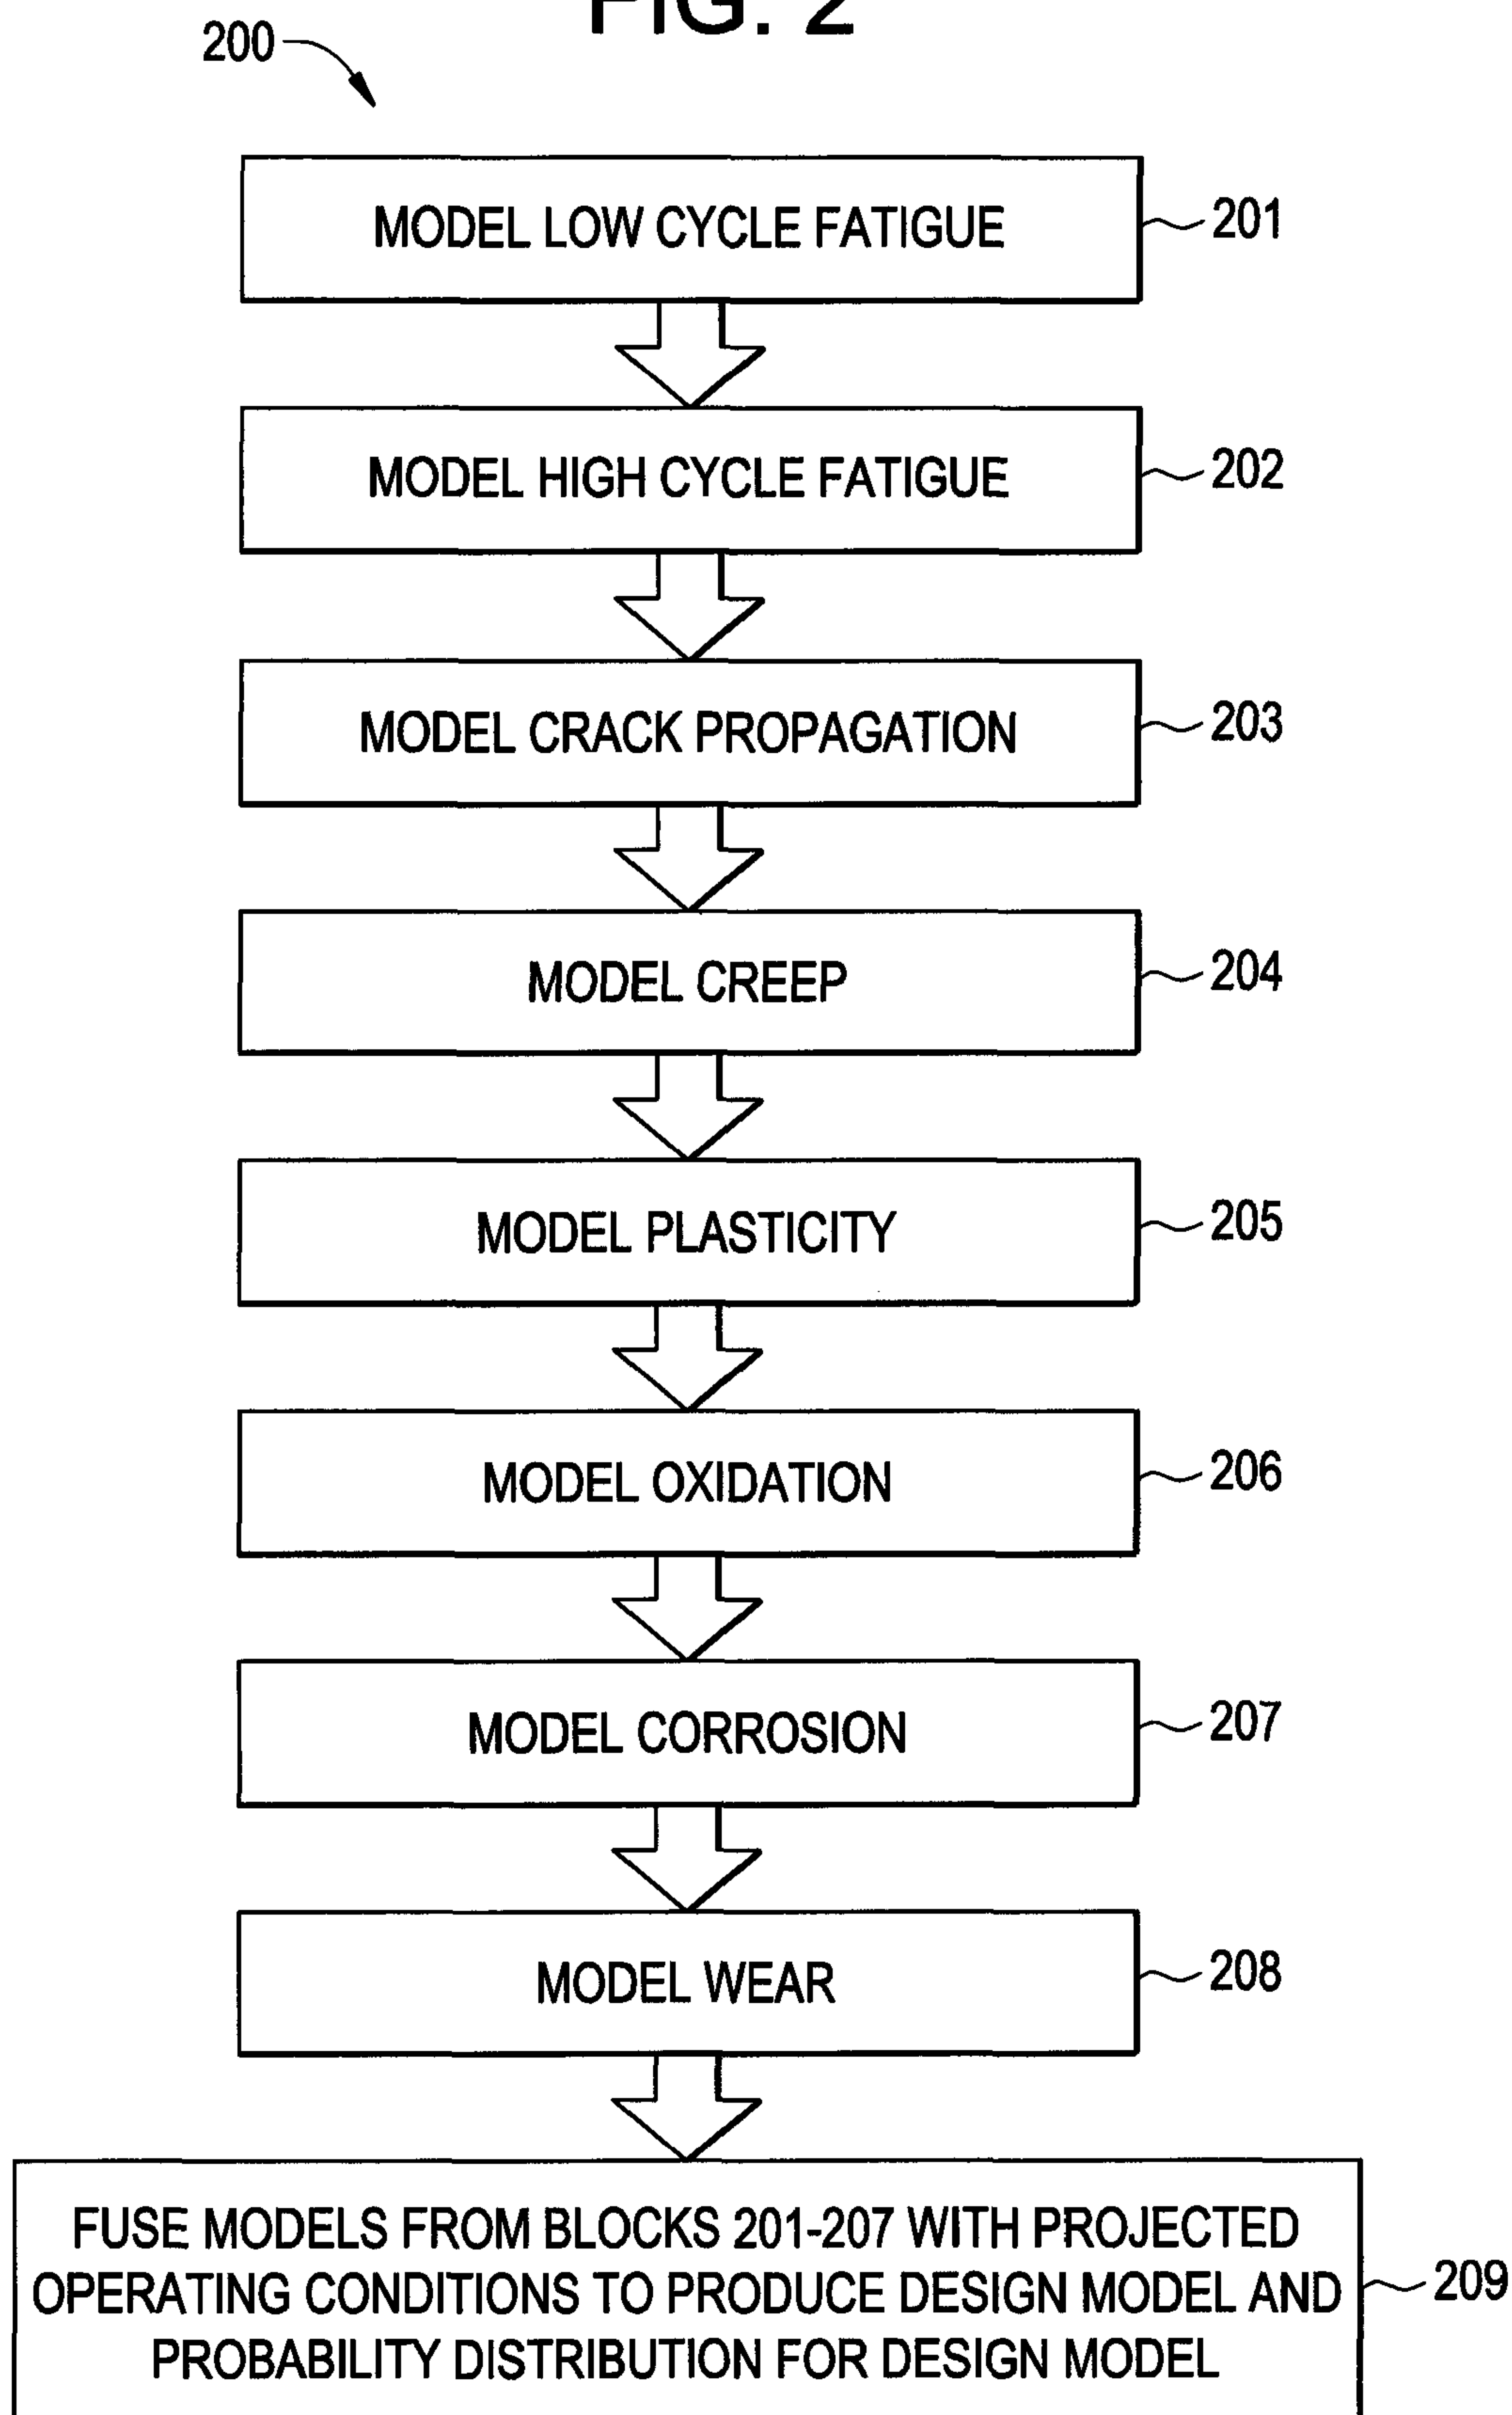 FIG. 2
200
MODEL LOW CYCLE FATIGUE
201
MODEL HIGH CYCLE FATIGUE
202
MODEL CRACK PROPAGATION
203
MODEL CREEP
204
MODEL PLASTICITY
205
MODEL OXIDATION
206
MODEL CORROSION
207
MODEL WEAR
208
FUSE MODELS FROM BLOCKS 201-207 WITH PROJECTED
OPERATING CONDITIONS TO PRODUCE DESIGN MODEL AND
PROBABILITY DISTRIBUTION FOR DESIGN MODEL
209